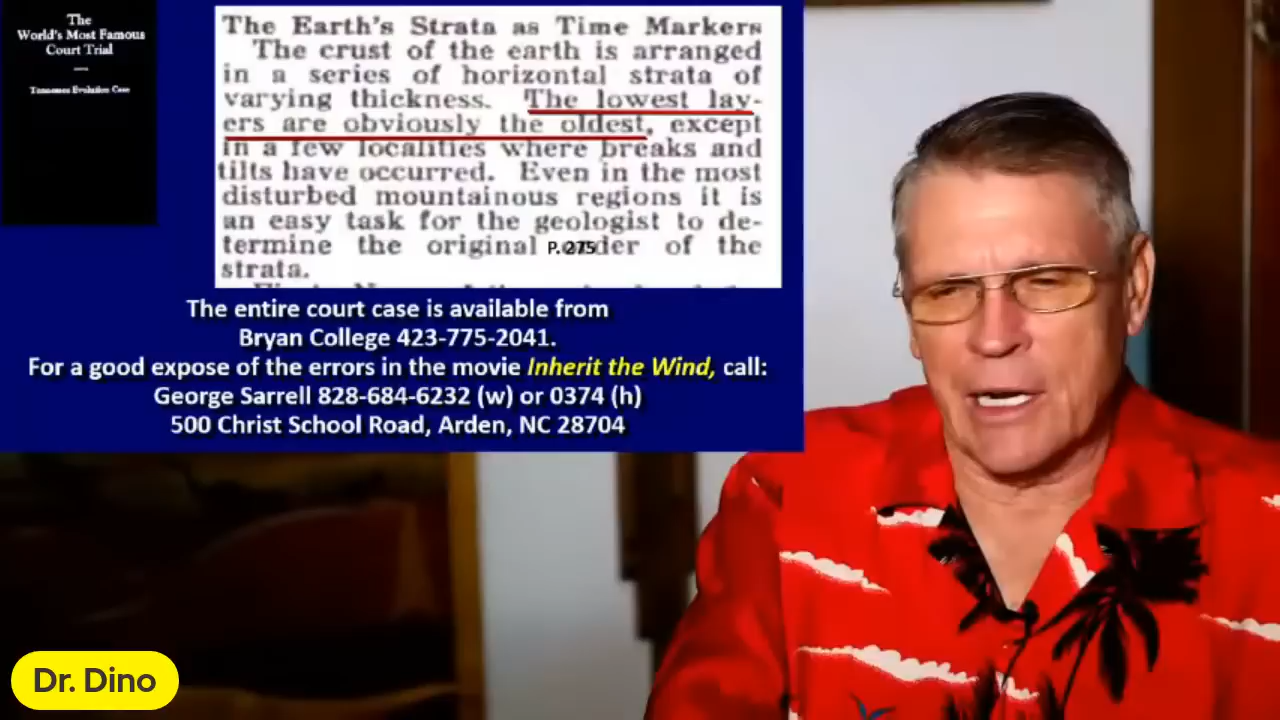 The
World's Most Famous
Court Trial
Tennessee Evolution Case
The Earth's Strata as Time Markers
The crust of the earth is arranged
in a series of horizontal strata of
varying thickness. The lowest lay-
ers are obviously the oldest, except
in a few localities where breaks and
tilts have occurred. Even in the most
disturbed mountainous regions it is
an easy task for the geologist to de-
termine the original of the
P. 275
strata.
The entire court case is available from
Bryan College 423-775-2041.
For a good expose of the errors in the movie Inherit the Wind, call:
George Sarrell 828-684-6232 (w) or 0374 (h)
500 Christ School Road, Arden, NC 28704
Dr. Dino